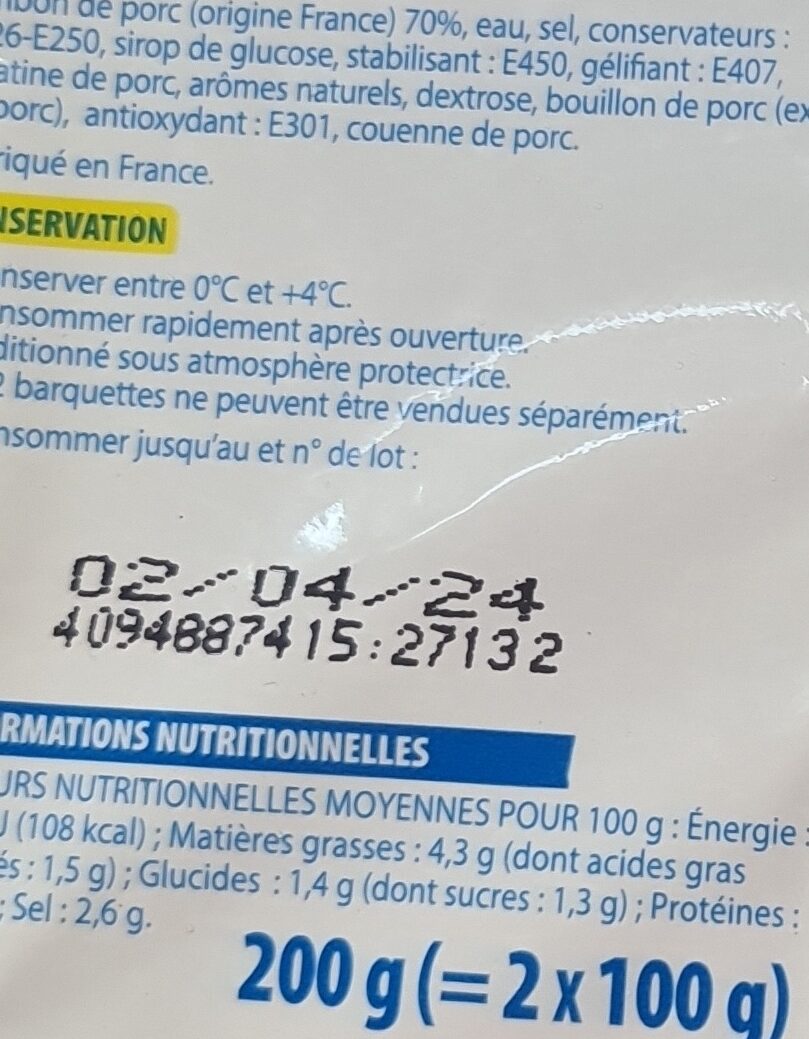 de porc (origine France) 70%, eau, sel, conservateurs :
26-E250, sirop de glucose, stabilisant : E450, gélifiant : E407,
atine de porc, arômes naturels, dextrose, bouillon de porc (ex
porc), antioxydant : E301, couenne de porc.
riqué en France.
NSERVATION
nserver entre 0°C et +4°C.
nsommer rapidement après ouverture.
ditionné sous atmosphère protectrice.
2 barquettes ne peuvent être vendues séparément.
nsommer jusqu'au et n° de lot :
02/04/24
4094887415:27132
RMATIONS NUTRITIONNELLES
URS NUTRITIONNELLES MOYENNES POUR 100 g : Énergie :
J (108 kcal) ; Matières grasses : 4,3 g (dont acides gras
és : 1,5 g) ; Glucides : 1,4 g (dont sucres : 1,3 g) ; Protéines :
; Sel : 2,6 g.
200 g (= 2 x 100 g)